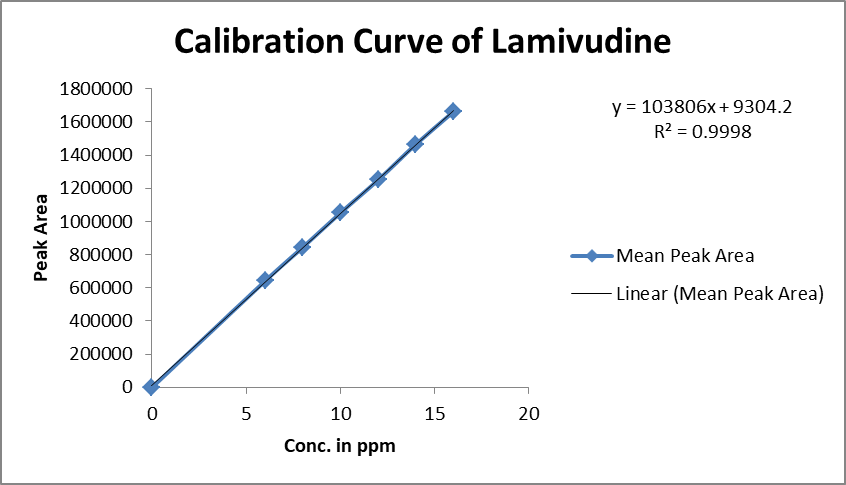 Calibration Curve of Lamivudine
1800000
1600000
1400000
1200000
1000000
800000
600000
400000
200000
0
Peak Area
0 5 10 15 20
Conc. in ppm
y = 103806x + 9304.2
R² = 0.9998
Mean Peak Area
Linear (Mean Peak Area)